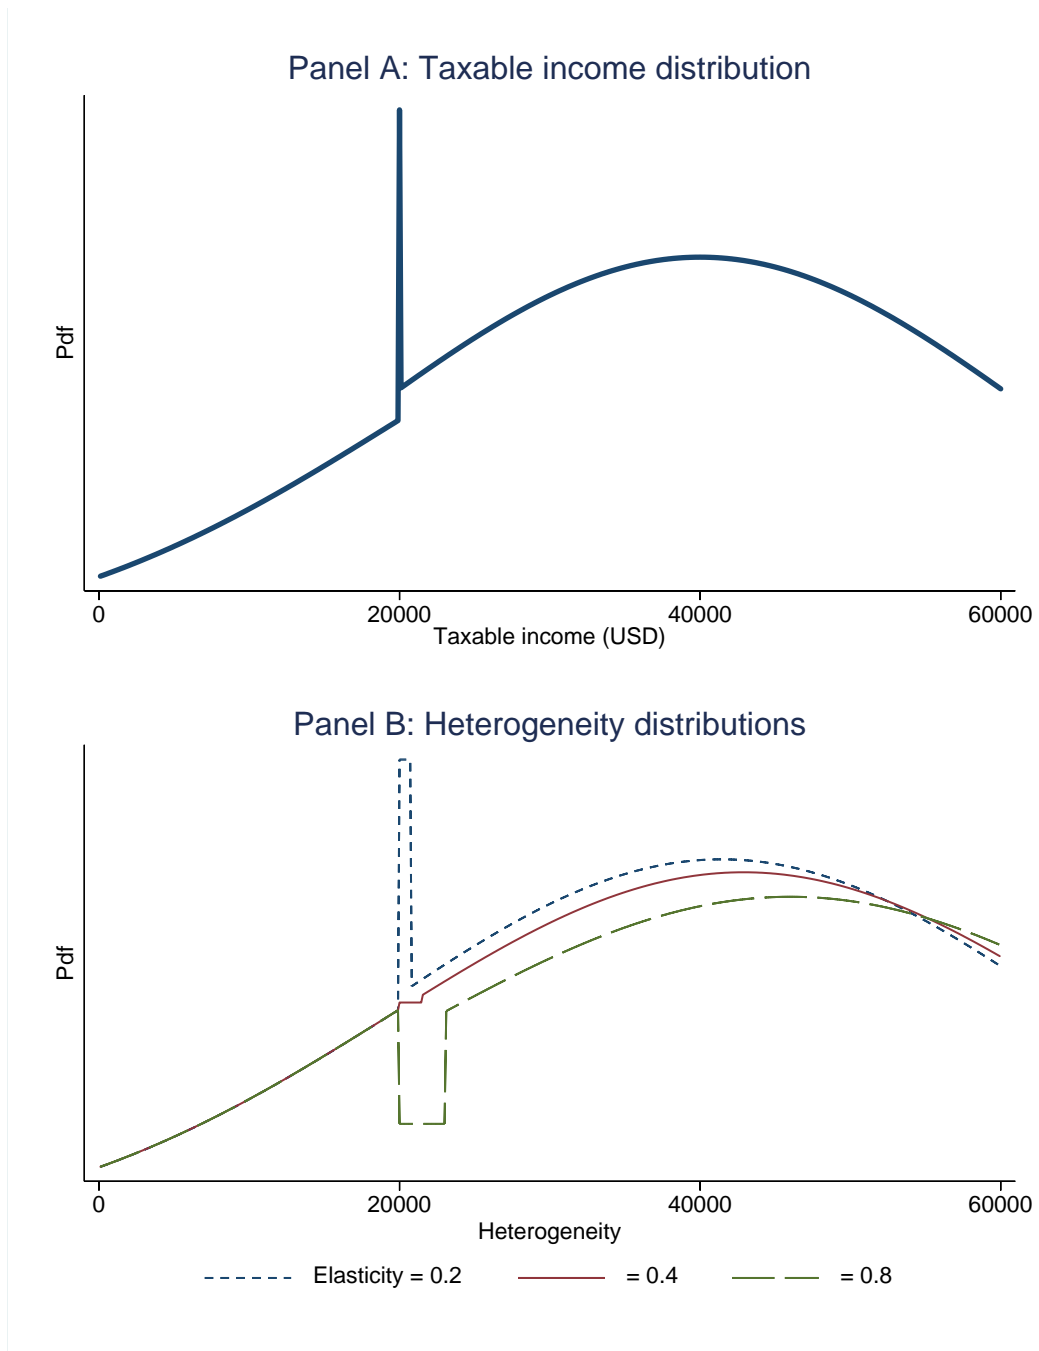 Panel A: Taxable income distribution
Pdf
0 20000 40000 60000
Taxable income (USD)
Panel B: Heterogeneity distributions
Pdf
0 20000 40000 60000
Heterogeneity
Elasticity = 0.2 = 0.4 = 0.8